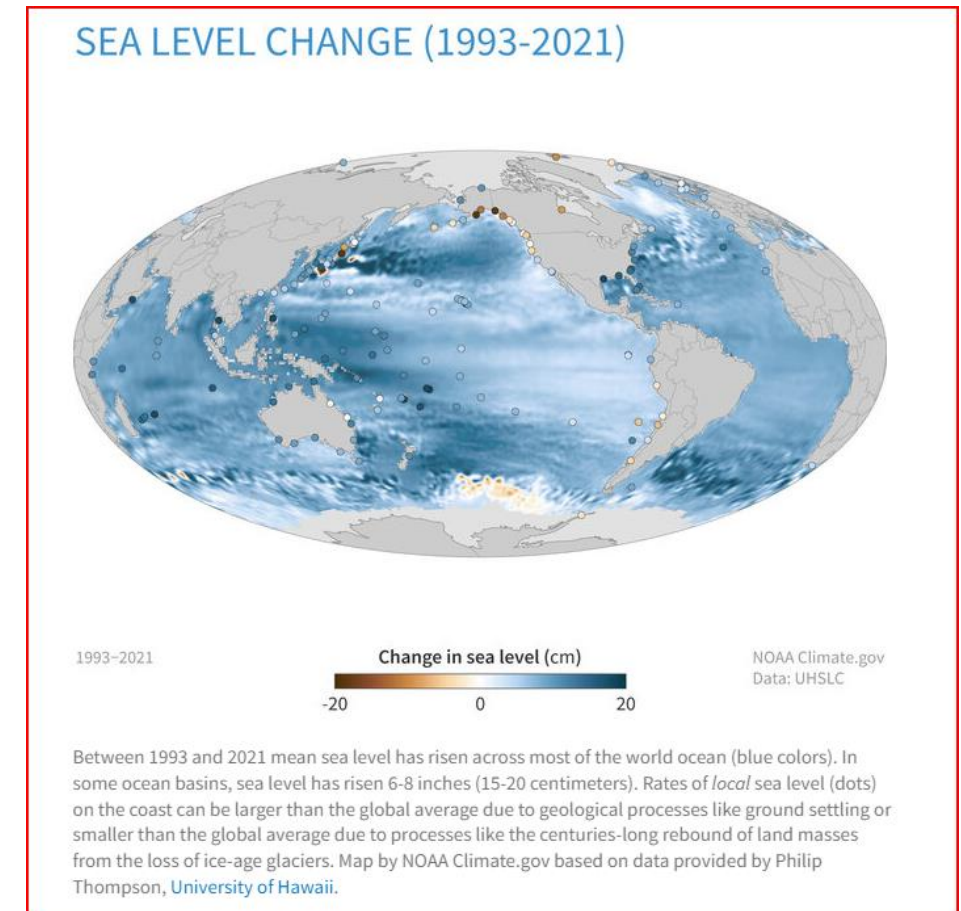 SEA LEVEL CHANGE (1993-2021)
1993–2021
Change in sea level (cm)
-20 0 20
NOAA Climate.gov
Data: UHSLC
Between 1993 and 2021 mean sea level has risen across most of the world ocean (blue colors). In
some ocean basins, sea level has risen 6-8 inches (15-20 centimeters). Rates of local sea level (dots)
on the coast can be larger than the global average due to geological processes like ground settling or
smaller than the global average due to processes like the centuries-long rebound of land masses
from the loss of ice-age glaciers. Map by NOAA Climate.gov based on data provided by Philip
Thompson, University of Hawaii.